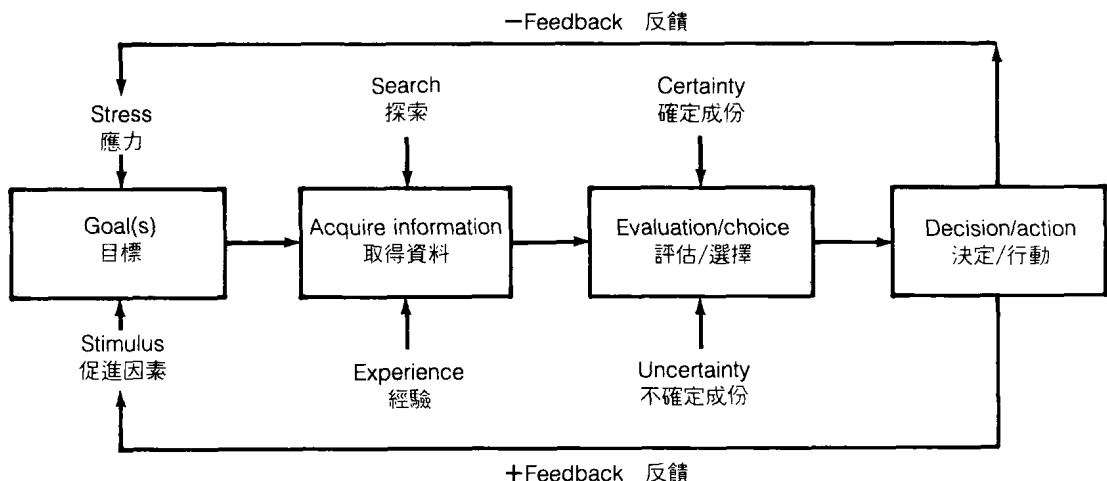 −Feedback 反饋
Stress
應力
Search
探索
Certainty
確定成份
Goal(s)
目標
Acquire information
取得資料
Evaluation/choice
評估/選擇
Decision/action
決定/行動
Stimulus
促進因素
Experience
經驗
Uncertainty
不確定成份
+Feedback 反饋